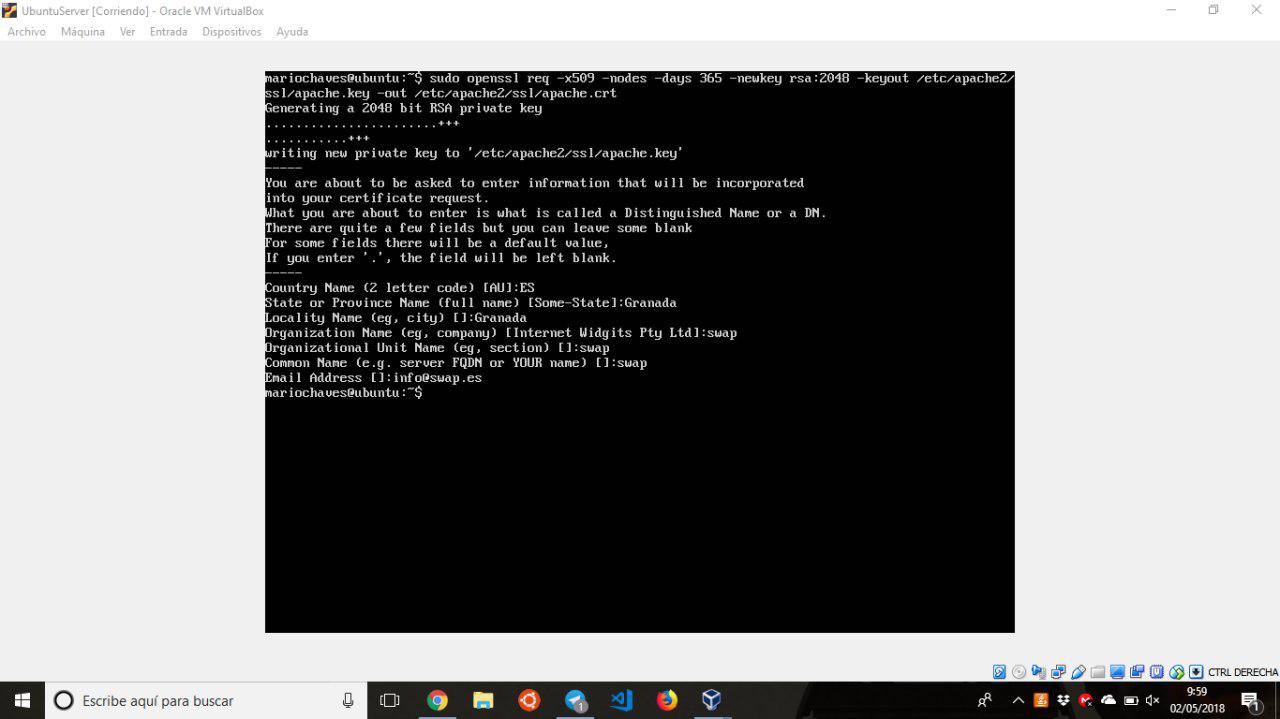 UbuntuServer [Corriendo] - Oracle VM VirtualBox
Archivo Máquina Ver Entrada Dispositivos Ayuda
mariochaves@ubuntu:~$ sudo openssl req -x509 -nodes -days 365 -newkey rsa:2048 -keyout /etc/apache2/
ssl/apache.key -out /etc/apache2/ssl/apache.crt
Generating a 2048 bit RSA private key
.......................+++
...........+++
writing new private key to '/etc/apache2/ssl/apache.key'
-----
You are about to be asked to enter information that will be incorporated
into your certificate request.
What you are about to enter is what is called a Distinguished Name or a DN.
There are quite a few fields but you can leave some blank
For some fields there will be a default value,
If you enter '.', the field will be left blank.
-----
Country Name (2 letter code) [AU]:ES
State or Province Name (full name) [Some-State]:Granada
Locality Name (eg, city) []:Granada
Organization Name (eg, company) [Internet Widgits Pty Ltd]:swap
Organizational Unit Name (eg, section) []:swap
Common Name (e.g. server FQDN or YOUR name) []:swap
Email Address []:info@swap.es
mariochaves@ubuntu:~$
CTRL DERECHA
Escribe aquí para buscar
1
9:59
02/05/2018
1